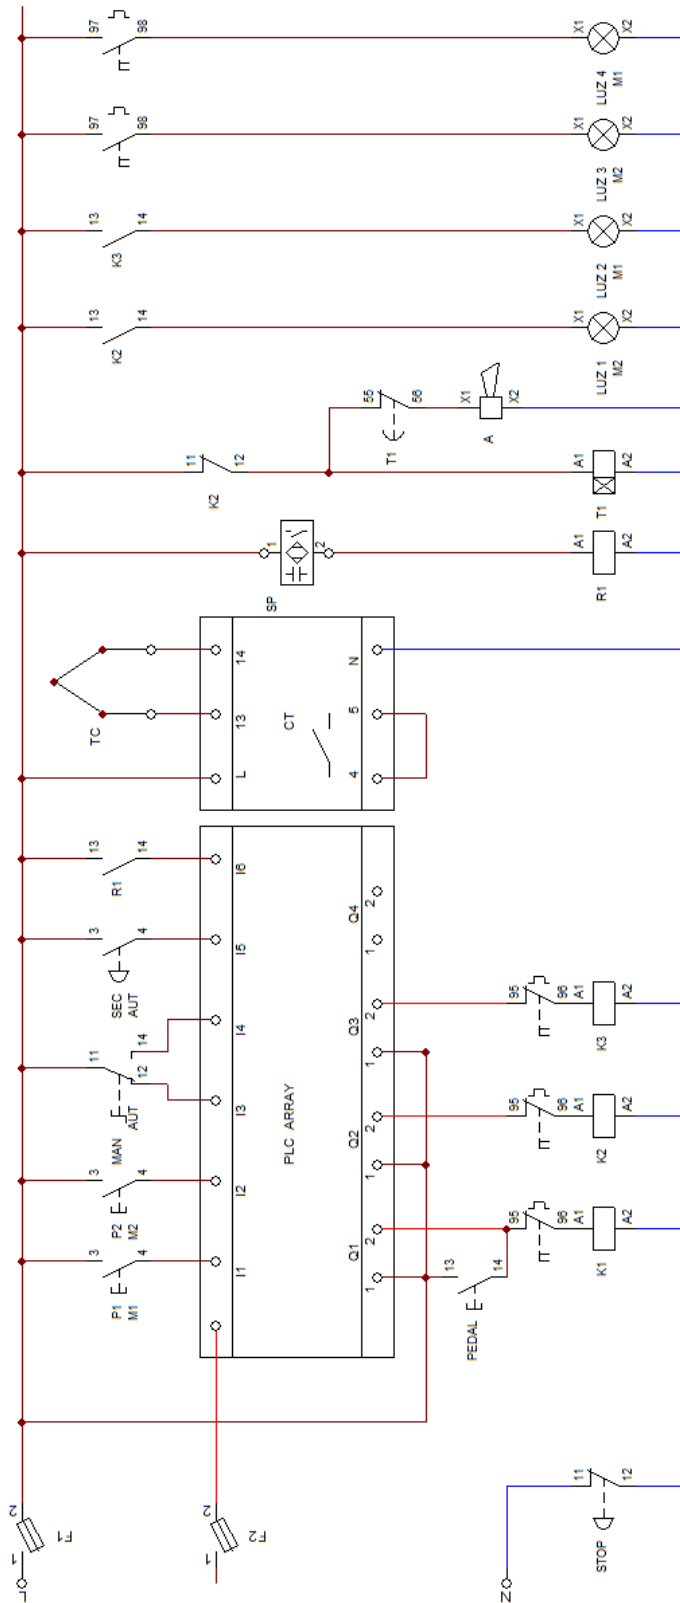 L
1
2
F1
1
2
F2
N
STOP
11
12
P1
M1
3
4
P2
M2
3
4
MAN
AUT
11
12
14
SEC
AUT
3
4
R1
13
14
I1
I2
I3
I4
I5
I6
PLC ARRAY
Q1
1
2
Q2
1
2
Q3
1
2
Q4
1
2
PEDAL
13
14
95
96
K1
A1
A2
95
96
K2
A1
A2
95
96
K3
A1
A2
TC
L
13
14
CT
4
5
N
SP
1
2
R1
A1
A2
K2
11
12
T1
A1
A2
T1
55
56
A
X1
X2
K2
13
14
X1
X2
LUZ 1
M2
K3
13
14
X1
X2
LUZ 2
M1
97
98
X1
X2
LUZ 3
M2
97
98
X1
X2
LUZ 4
M1